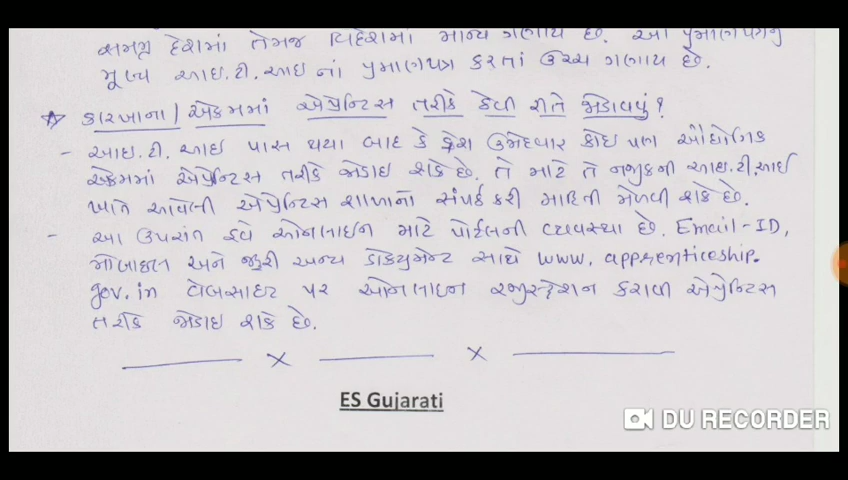 સમગ્ર દેશમાં તેમજ વિદેશમાં માન્ય ગણાય છે. આ પ્રમાણપત્રનું
મૂલ્ય આઇ.ટી.આઇ નાં પ્રમાણપત્ર કરતાં ઉચ્ચ ગણાય છે.
☆ કારખાના / એકમમાં એપ્રેન્ટિસ તરીકે કેવી રીતે જોડાવવું?
- આઇ.ટી.આઇ પાસ થયા બાદ કે ફ્રેશ ઉમેદવાર કોઇ પણ ઔદ્યોગિક
એકમમાં એપ્રેન્ટિસ તરીકે જોડાઇ શકે છે. તે માટે તે નજીકની આઇ.ટી.આઇ
ખાતે આવેલી એપ્રેન્ટિસ શાખાનો સંપર્ક કરી માહિતી મેળવી શકે છે.
- આ ઉપરાંત હવે ઓનલાઇન માટે પોર્ટલની વ્યવસ્થા છે. Email-ID,
મોબાઇલ અને જરૂરી અન્ય ડોક્યુમેન્ટ સાથે www.apprenticeship.
gov.in વેબસાઇટ પર ઓનલાઇન રજીસ્ટ્રેશન કરાવી એપ્રેન્ટિસ
તરીકે જોડાઇ શકે છે.
——— × ——— × ———
ES Gujarati
DU RECORDER